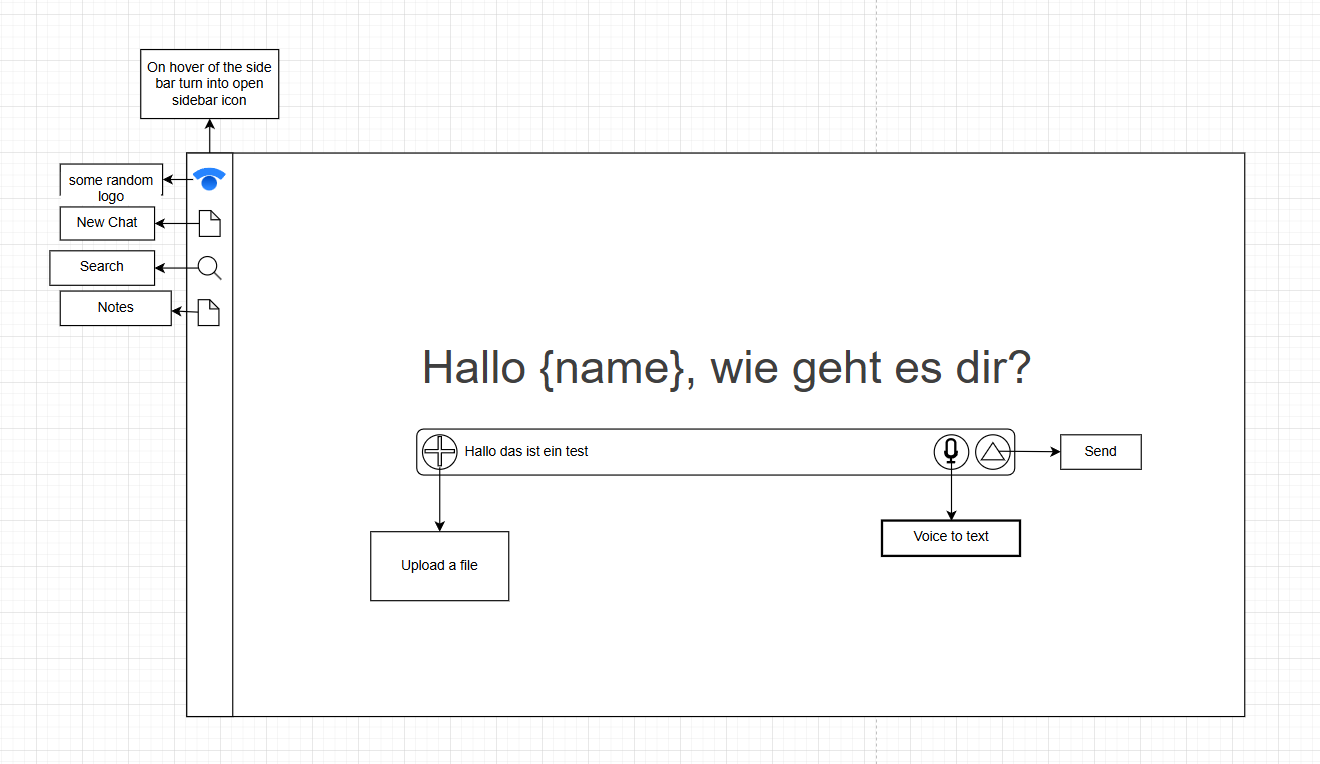 On hover of the side
bar turn into open
sidebar icon
some random
logo
New Chat
Search
Notes
Hallo {name}, wie geht es dir?
Hallo das ist ein test
Send
Voice to text
Upload a file